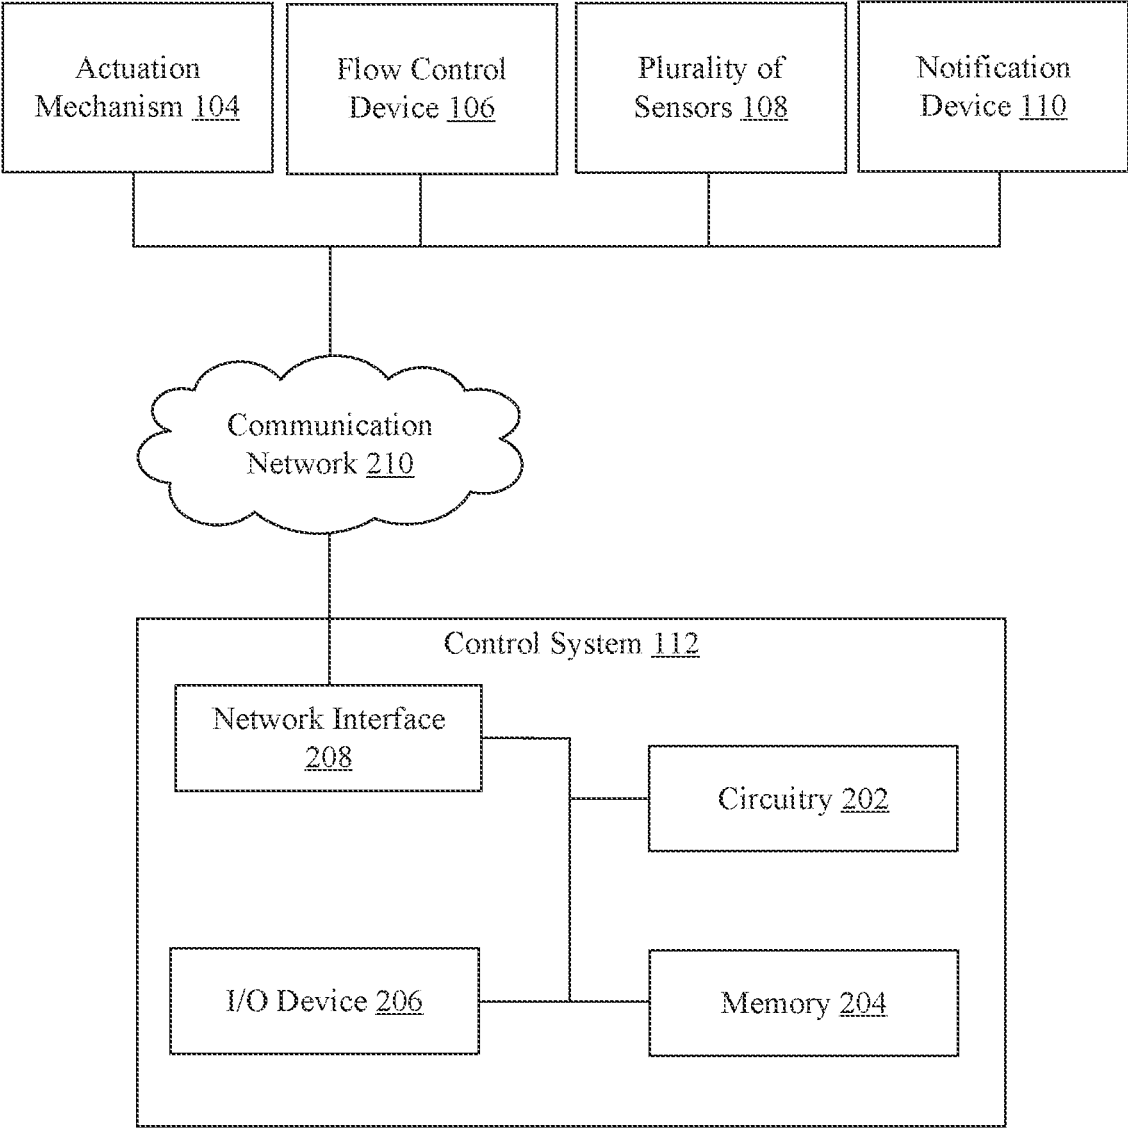 Actuation
Mechanism 104
Flow Control
Device 106
Plurality of
Sensors 108
Notification
Device 110
Communication
Network 210
Control System 112
Network Interface
208
Circuitry 202
I/O Device 206
Memory 204